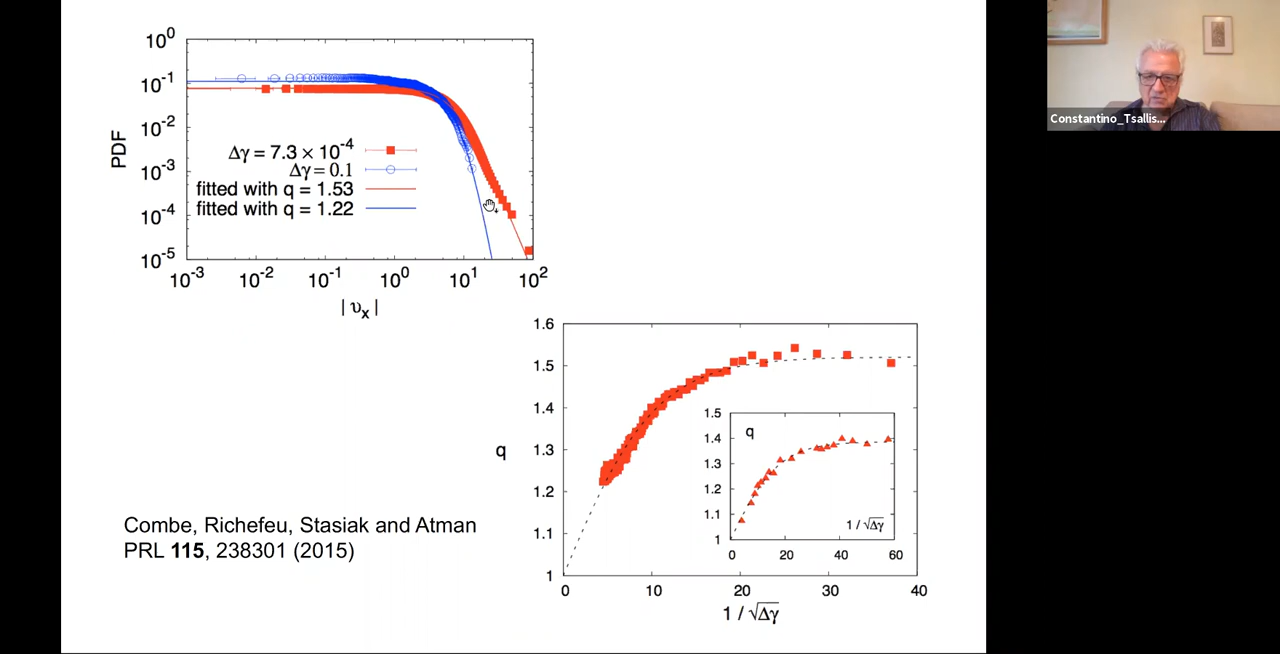 10^0
10^-1
10^-2
10^-3
10^-4
10^-5
PDF
Δγ = 7.3 × 10^-4
Δγ = 0.1
fitted with q = 1.53
fitted with q = 1.22
10^-3 10^-2 10^-1 10^0 10^1 10^2
| υ_x |
Constantino_Tsallis...
1.6
1.5
1.4
1.3
1.2
1.1
1
q
0 10 20 30 40
1 / √Δγ
1.5
1.4
1.3
1.2
1.1
1
q
1 / √Δγ
0 20 40 60
Combe, Richefeu, Stasiak and Atman
PRL 115, 238301 (2015)